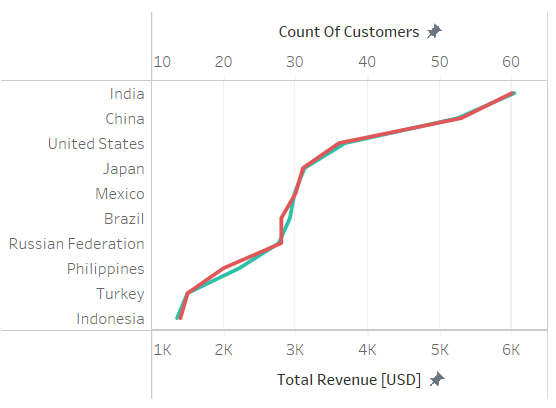 Count Of Customers
10 20 30 40 50 60
India
China
United States
Japan
Mexico
Brazil
Russian Federation
Philippines
Turkey
Indonesia
1K 2K 3K 4K 5K 6K
Total Revenue [USD]